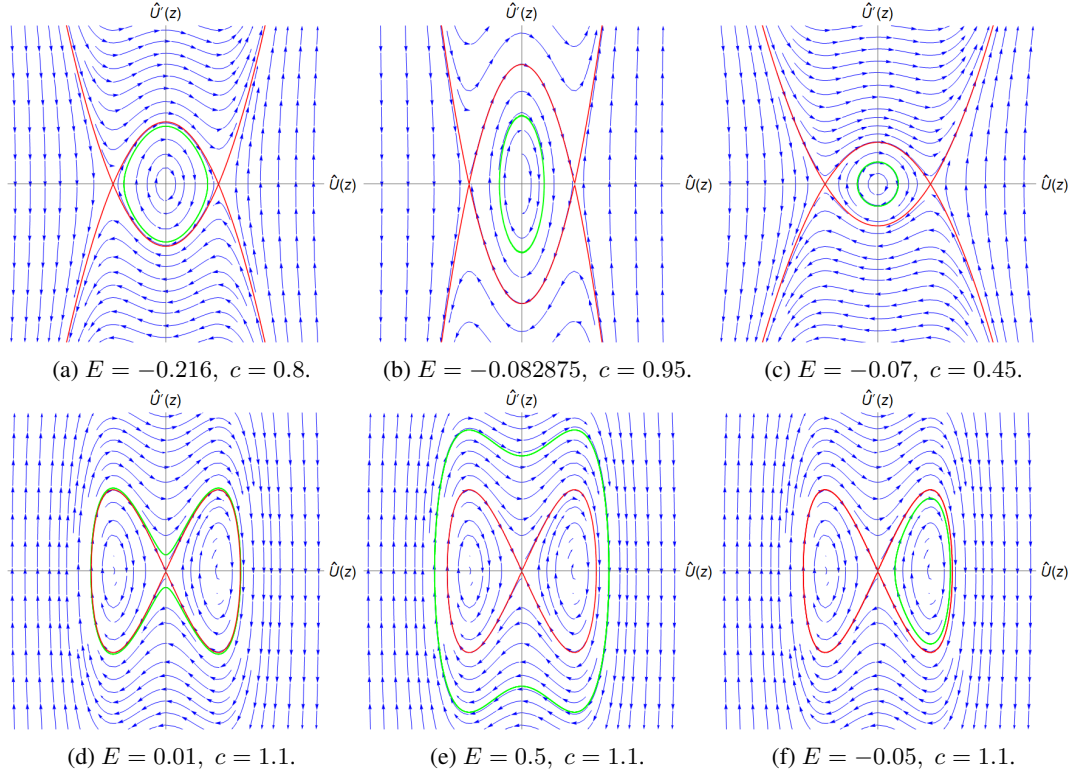 Û′(z) Û′(z) Û′(z)
Û(z) Û(z) Û(z)
(a) E = −0.216, c = 0.8. (b) E = −0.082875, c = 0.95. (c) E = −0.07, c = 0.45.
Û′(z) Û′(z) Û′(z)
Û(z) Û(z) Û(z)
(d) E = 0.01, c = 1.1. (e) E = 0.5, c = 1.1. (f) E = −0.05, c = 1.1.